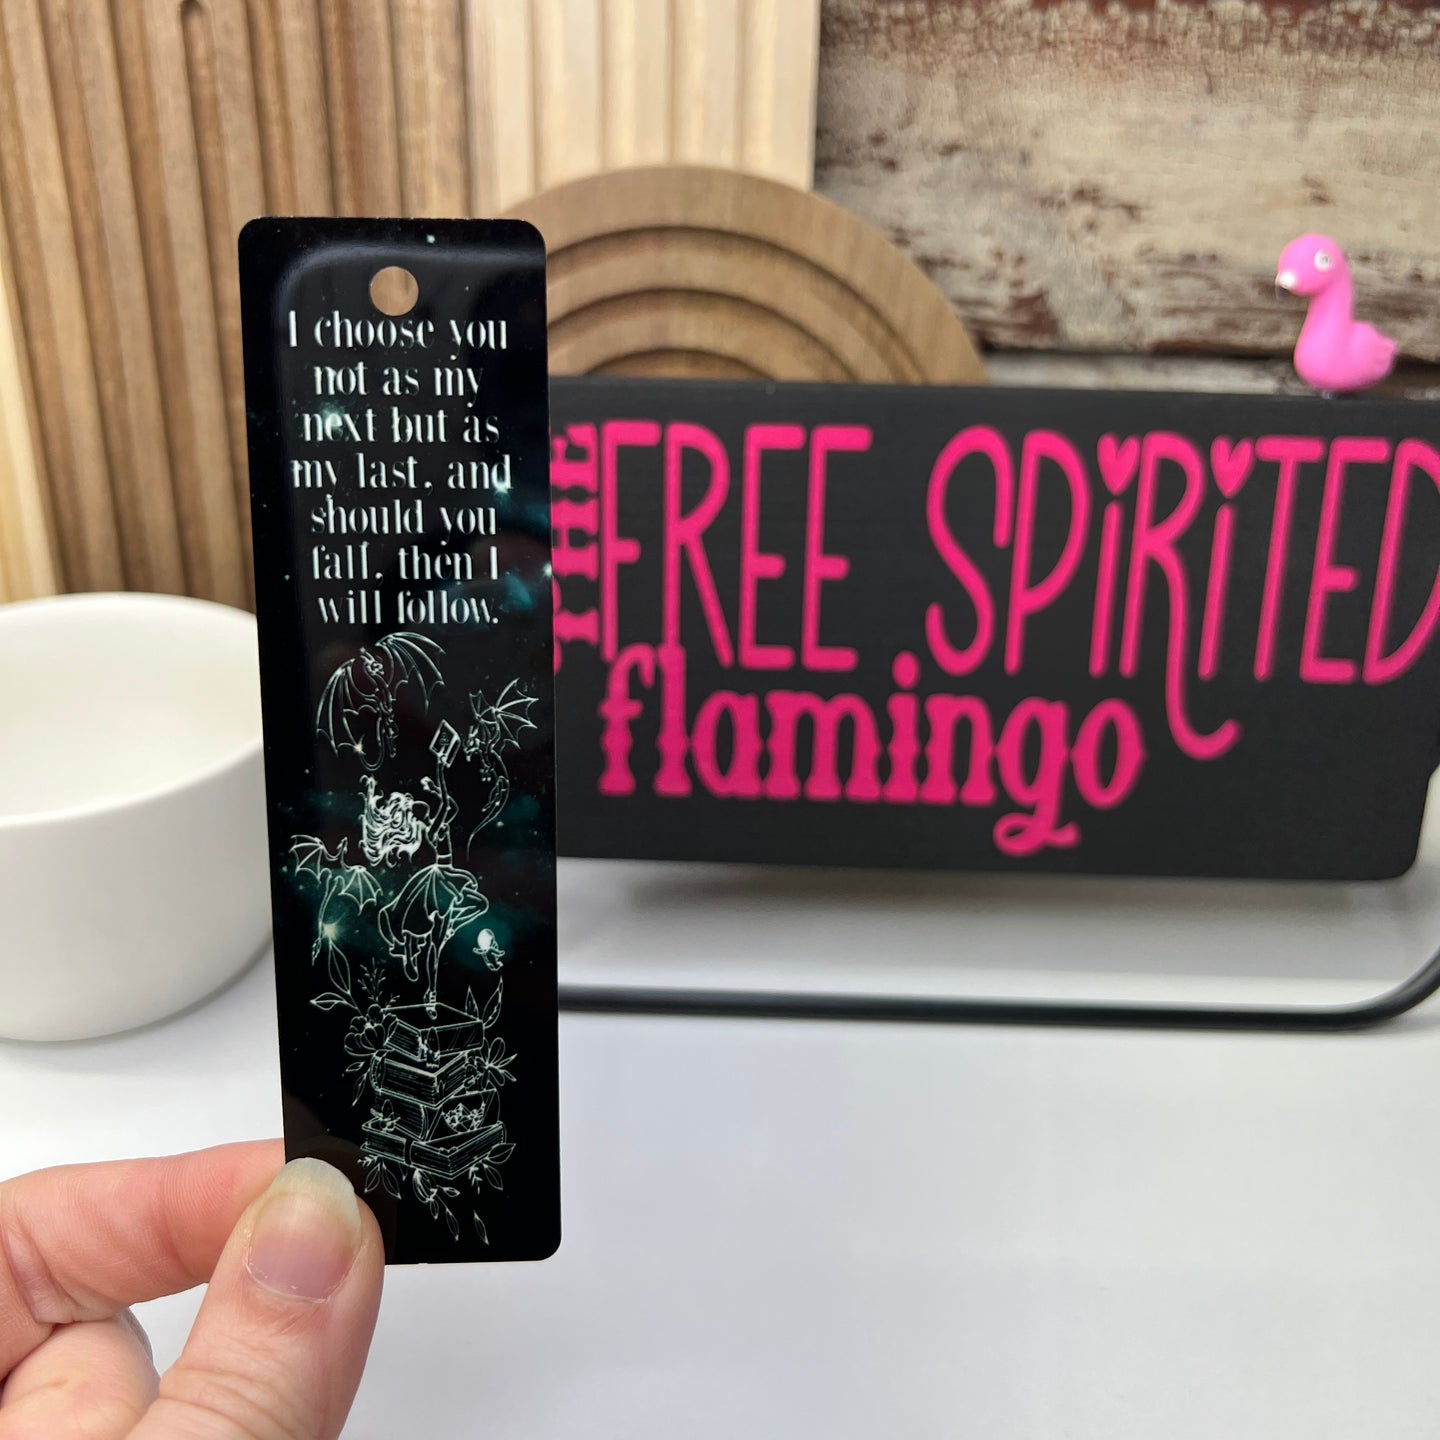 I choose you
not as my
next but as
my last, and
should you
fall, then I
will follow.
THE
FREE SPiRiTED
flamingo